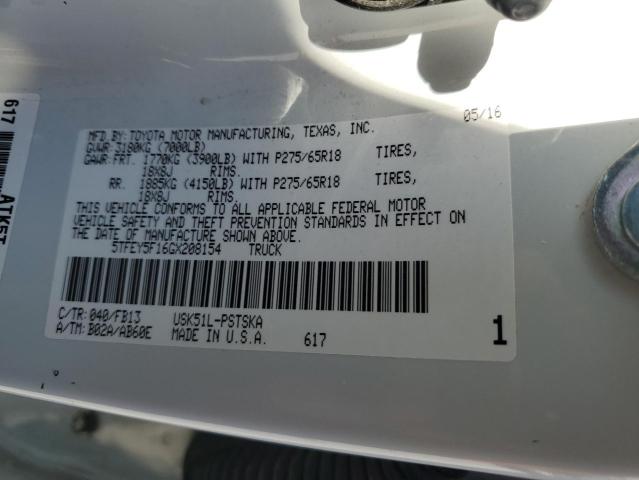 617
05/16
MFD.BY:TOYOTA MOTOR MANUFACTURING, TEXAS, INC.
GVWR:3180KG (7000LB)
GAWR:FRT. 1770KG (3900LB) WITH P275/65R18 TIRES,
18X8J RIMS.
RR. 1885KG (4150LB) WITH P275/65R18 TIRES,
18X8J RIMS.
THIS VEHICLE CONFORMS TO ALL APPLICABLE FEDERAL MOTOR
VEHICLE SAFETY AND THEFT PREVENTION STANDARDS IN EFFECT ON
THE DATE OF MANUFACTURE SHOWN ABOVE.
5TFEY5F16GX208154 TRUCK
C/TR:040/FB13 USK51L-PSTSKA
A/TM:B02A/AB60E MADE IN U.S.A. 617
1